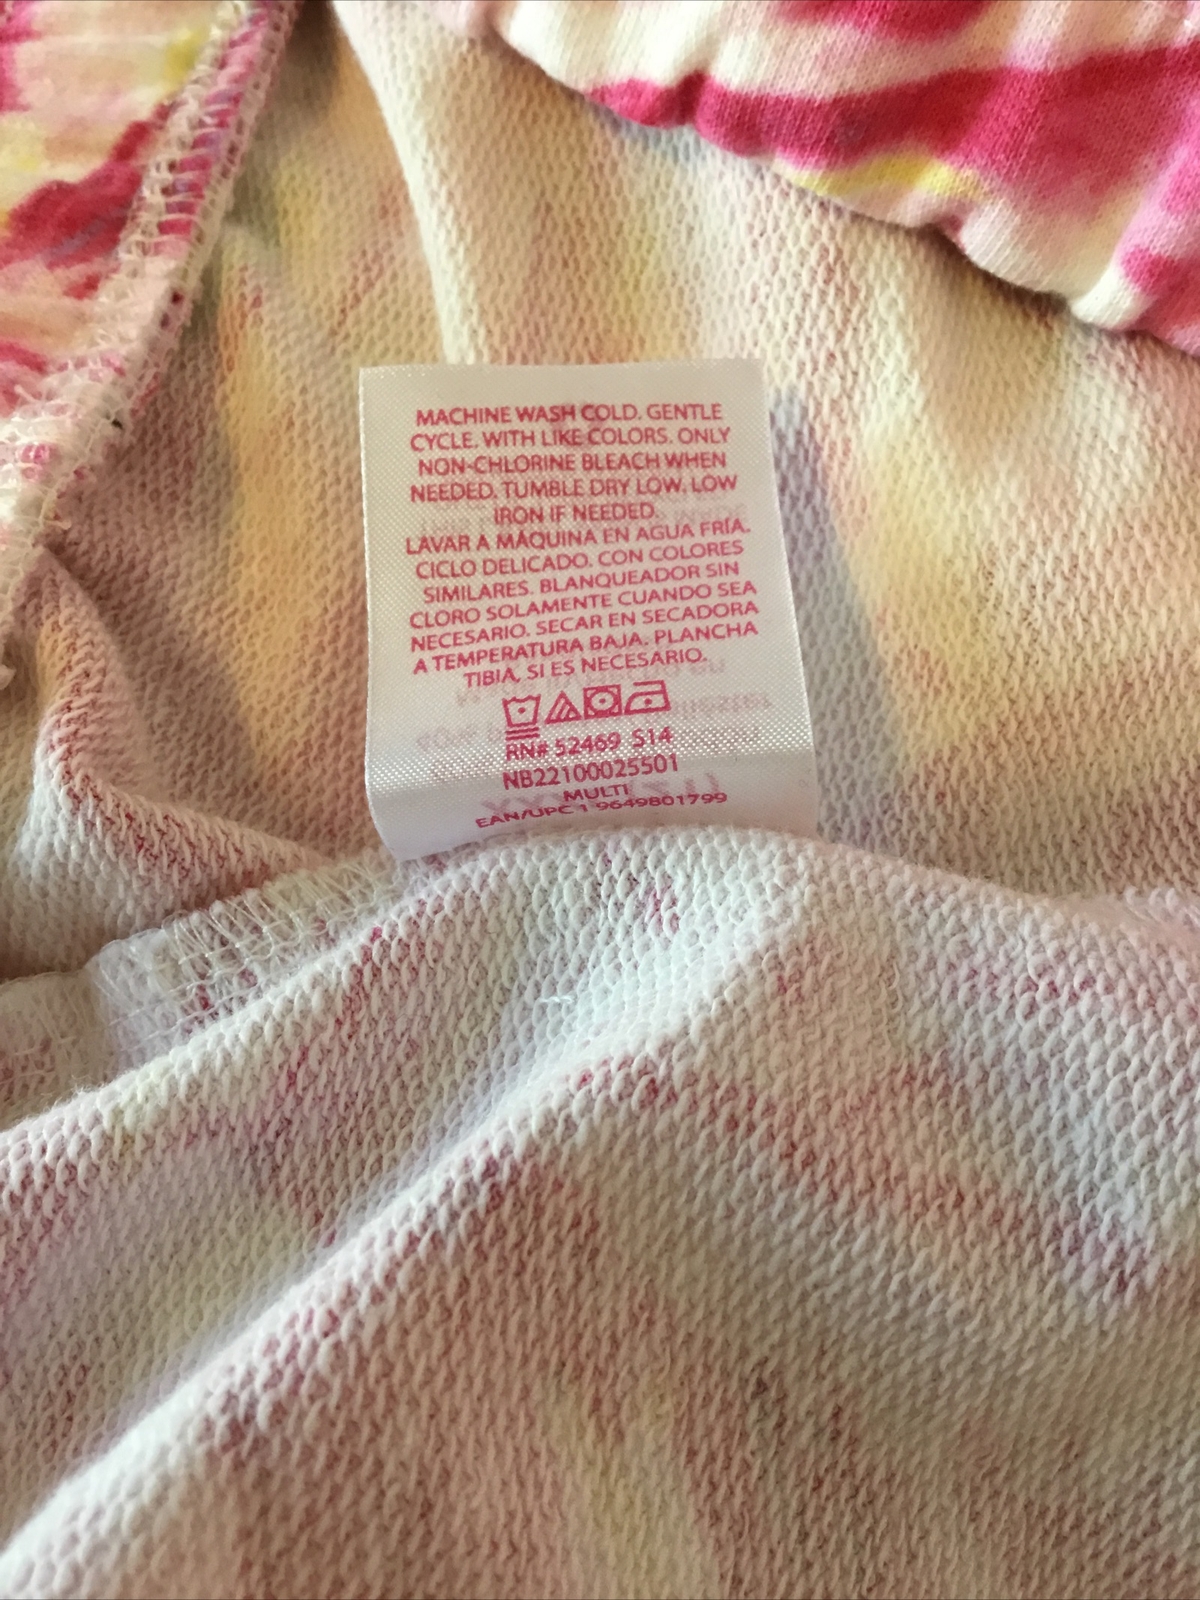 MACHINE WASH COLD. GENTLE
CYCLE. WITH LIKE COLORS. ONLY
NON-CHLORINE BLEACH WHEN
NEEDED. TUMBLE DRY LOW. LOW
IRON IF NEEDED.
LAVAR A MÁQUINA EN AGUA FRÍA.
CICLO DELICADO. CON COLORES
SIMILARES. BLANQUEADOR SIN
CLORO SOLAMENTE CUANDO SEA
NECESARIO. SECAR EN SECADORA
A TEMPERATURA BAJA. PLANCHA
TIBIA, SI ES NECESARIO.
RN# 52469 S14
NB22100025501
MULTI
EAN/UPC 1 9649801799